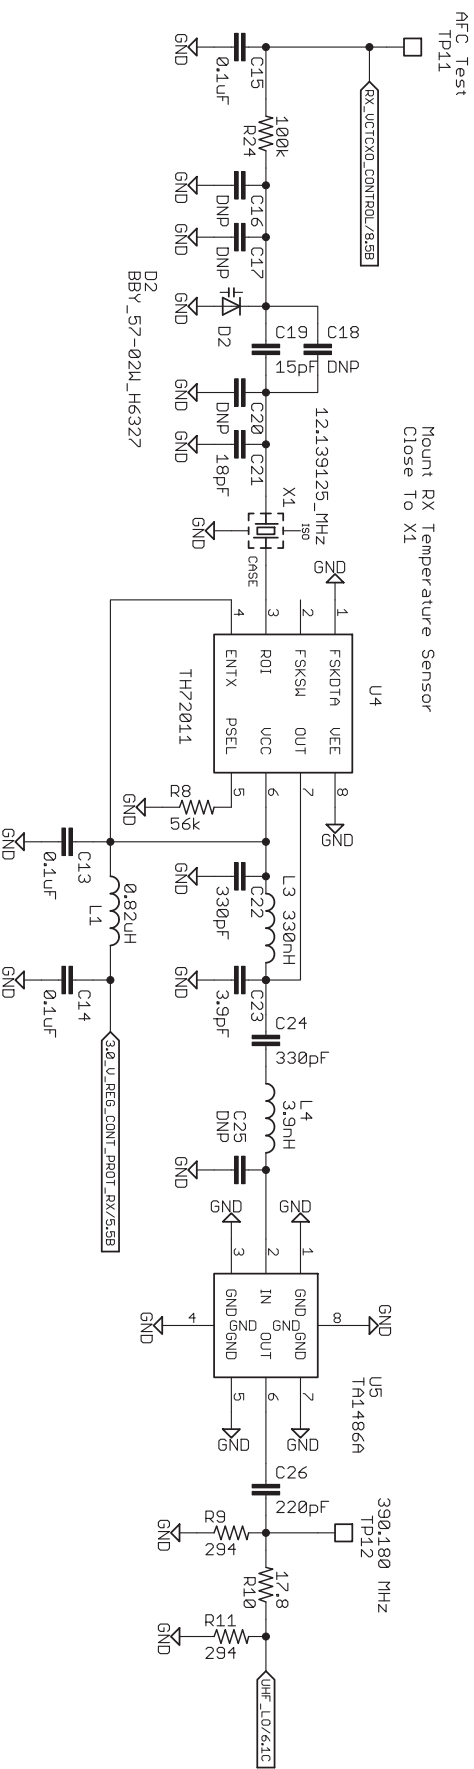 AFC Test
TP11
RX_VCTCXO_CONTROL/8.5B
C15
0.1uF
GND
100k
R24
C16
DNP
GND
C17
DNP
GND
D2
GND
D2
BBY_57-02W_H6327
C18
DNP
C19
15pF
C20
DNP
GND
C21
18pF
GND
12.139125_MHz
X1
ISO
CASE
GND
Mount RX Temperature Sensor
Close To X1
GND
U4
1
FSKDTA
VEE
8
GND
2
FSKSW
OUT
7
3
ROI
VCC
6
4
ENTX
PSEL
5
TH72011
R8
56k
GND
C13
0.1uF
GND
0.82uH
L1
C14
0.1uF
GND
3.0_V_REG_CONT_PROT_RX/5.5B
C22
330pF
GND
L3 330nH
C23
3.9pF
GND
C24
330pF
L4
3.9nH
C25
DNP
GND
U5
TA1486A
GND
1
GND
GND
7
GND
2
IN
OUT
6
GND
3
GND
GND
5
GND
4
GND
GND
8
GND
C26
220pF
390.180 MHz
TP12
R9
294
GND
17.8
R10
R11
294
GND
UHF_LO/6.1C